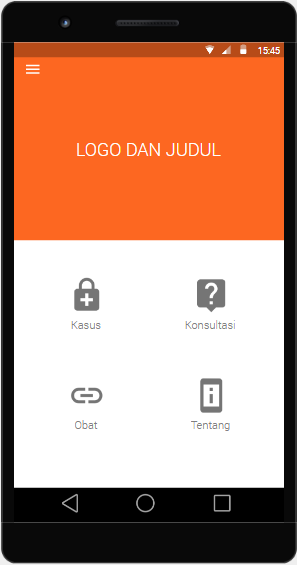 15:45
LOGO DAN JUDUL
Kasus
Konsultasi
Obat
Tentang